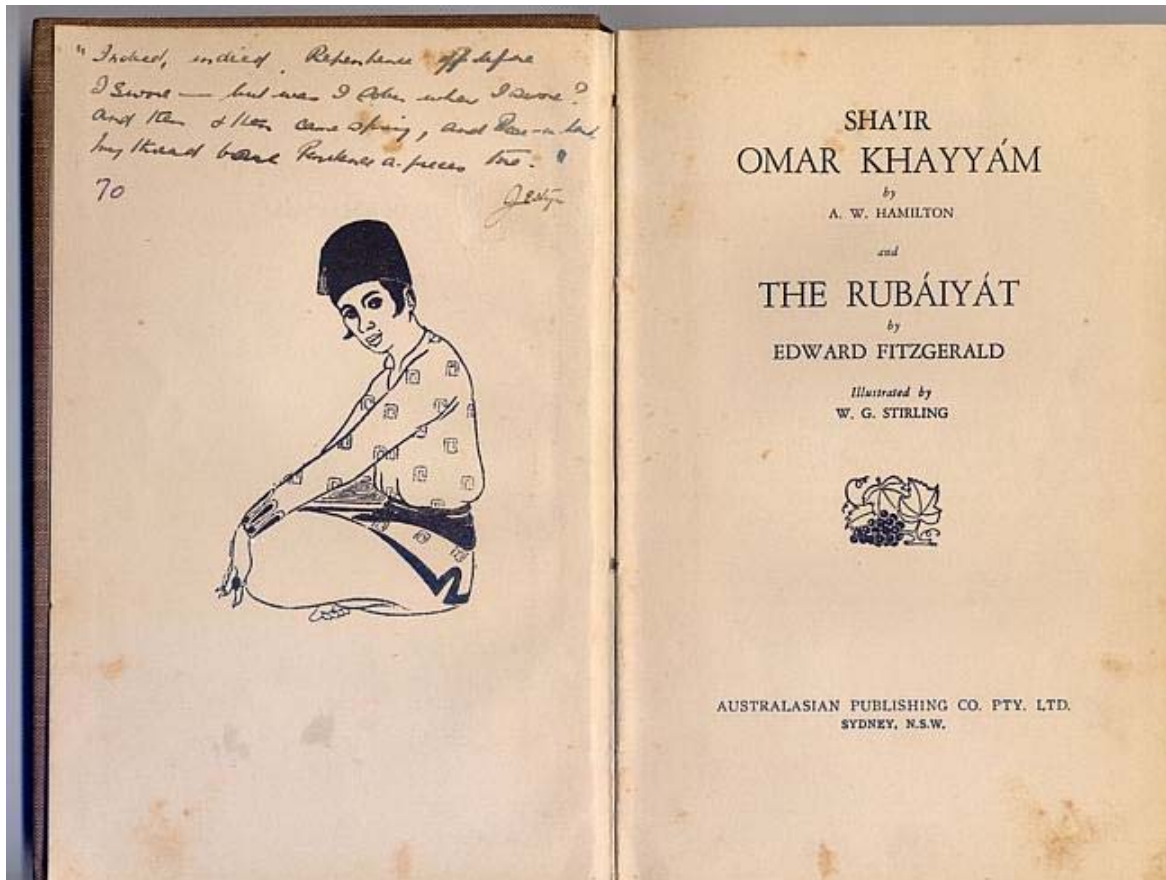 "Indeed, indeed, Repentance oft before
I swore — but was I sober when I swore?
And then & then came Spring, and Rose-in-hand
My thread bare Penitence a-pieces tore."
70
SHA'IR
OMAR KHAYYÁM
by
A. W. HAMILTON
and
THE RUBÁIYÁT
by
EDWARD FITZGERALD
Illustrated by
W. G. STIRLING
AUSTRALASIAN PUBLISHING CO. PTY. LTD.
SYDNEY, N.S.W.